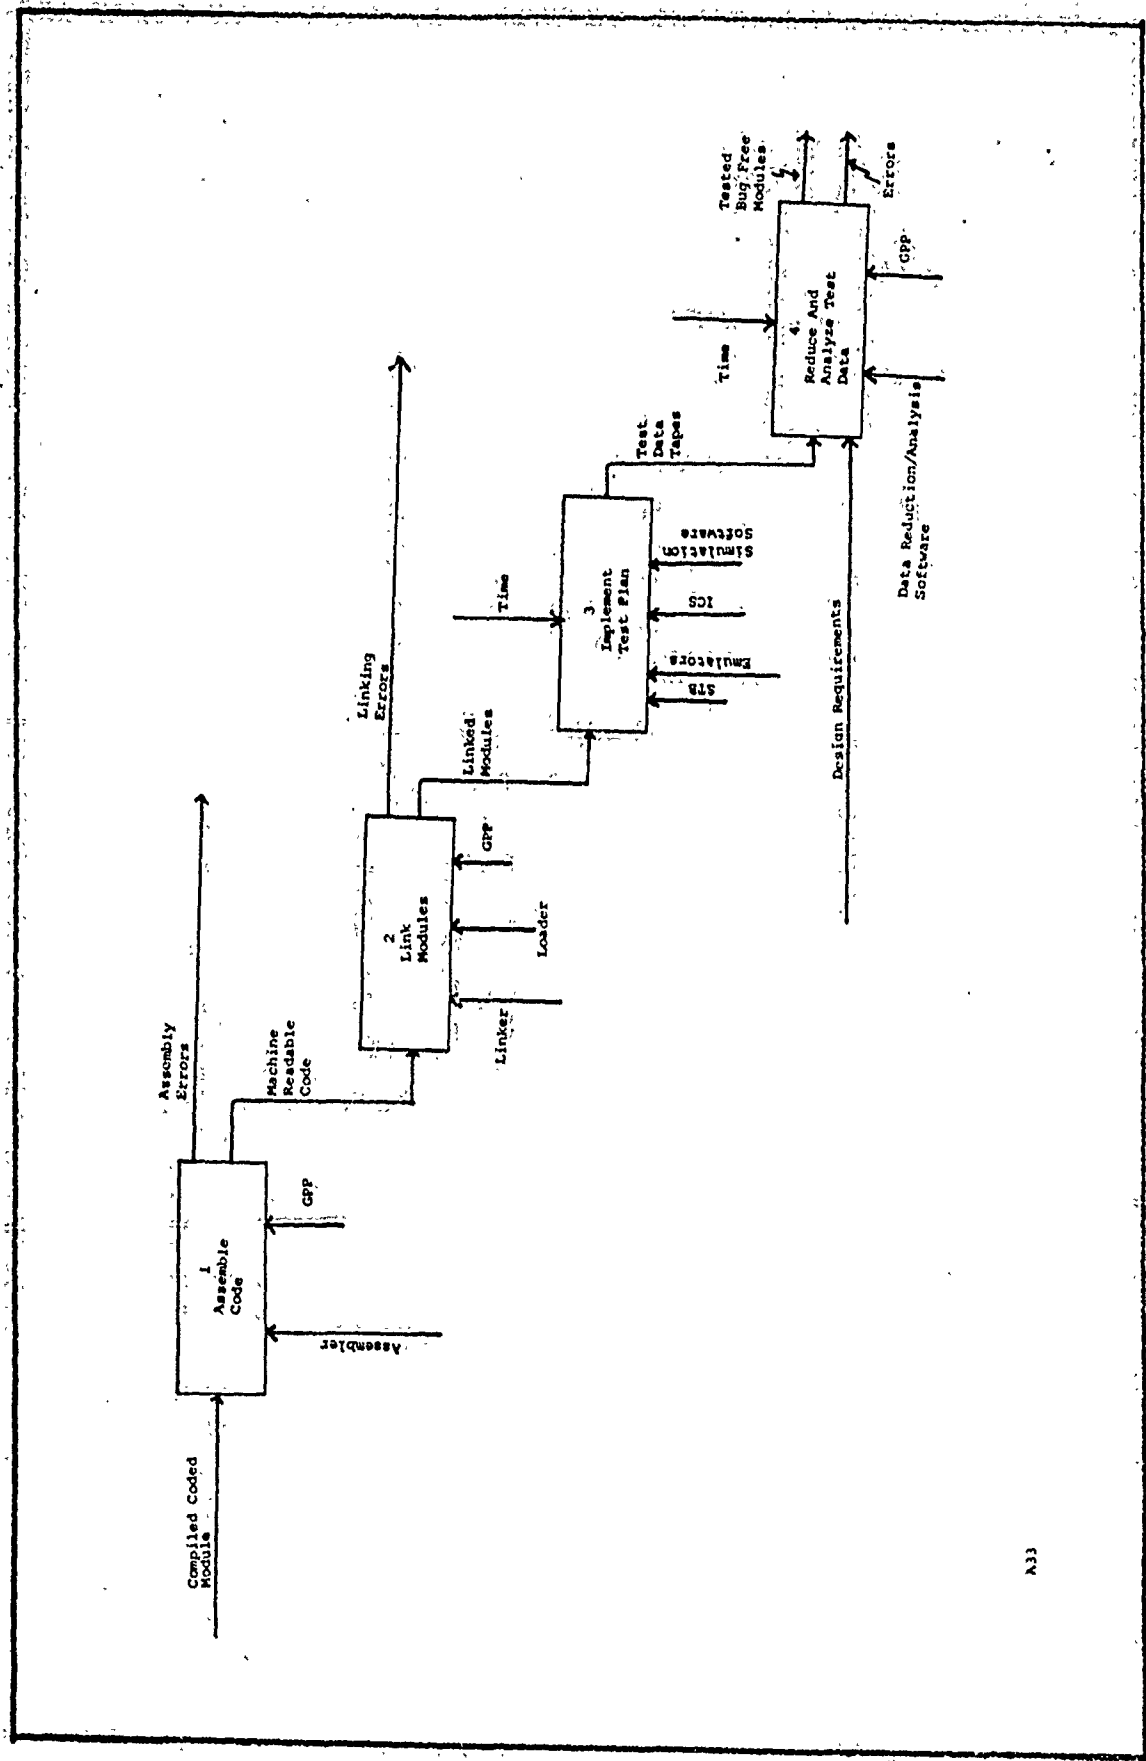 Compiled Coded
Module
1
Assemble
Code
Assembler
GPP
Assembly
Errors
Machine
Readable
Code
2
Link
Modules
Linker
Loader
GPP
Linking
Errors
Linked
Modules
3
Implement
Test Plan
Time
STB
Emulators
ICS
Simulation
Software
Test
Data
Tapes
Design Requirements
4
Reduce And
Analyze Test
Data
Time
Data Reduction/Analysis
Software
GPP
Tested
Bug Free
Modules
Errors
A33